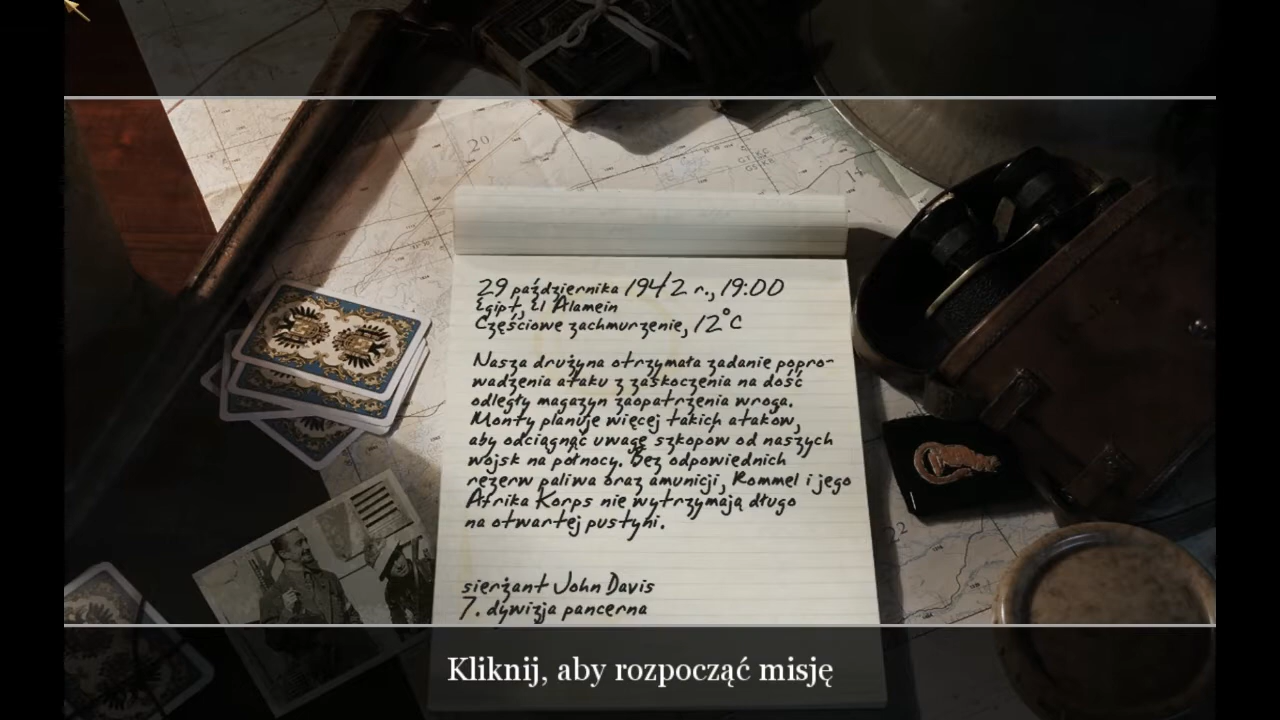 29 października 1942 r., 19:00
Egipt, El Alamein
Częściowe zachmurzenie, 12°C
Nasza drużyna otrzymała zadanie popro-
wadzenia ataku z zaskoczenia na dość
odległy magazyn zaopatrzenia wroga.
Monty planuje więcej takich ataków,
aby odciągnąć uwagę szkopów od naszych
wojsk na północy. Bez odpowiednich
rezerw paliwa oraz amunicji, Rommel i jego
Afrika Korps nie wytrzymają długo
na otwartej pustyni.
sierżant John Davis
7. dywizja pancerna
Kliknij, aby rozpocząć misję